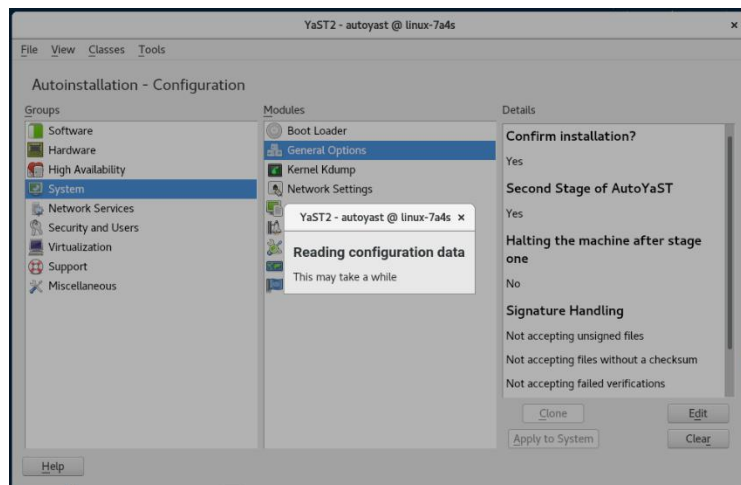 YaST2 - autoyast @ linux-7a4s ×
File View Classes Tools
Autoinstallation - Configuration
Groups
Software
Hardware
High Availability
System
Network Services
Security and Users
Virtualization
Support
Miscellaneous
Modules
Boot Loader
General Options
Kernel Kdump
Network Settings
YaST2 - autoyast @ linux-7a4s ×
Reading configuration data
This may take a while
Details
Confirm installation?
Yes
Second Stage of AutoYaST
Yes
Halting the machine after stage
one
No
Signature Handling
Not accepting unsigned files
Not accepting files without a checksum
Not accepting failed verifications
Clone Edit
Apply to System Clear
Help